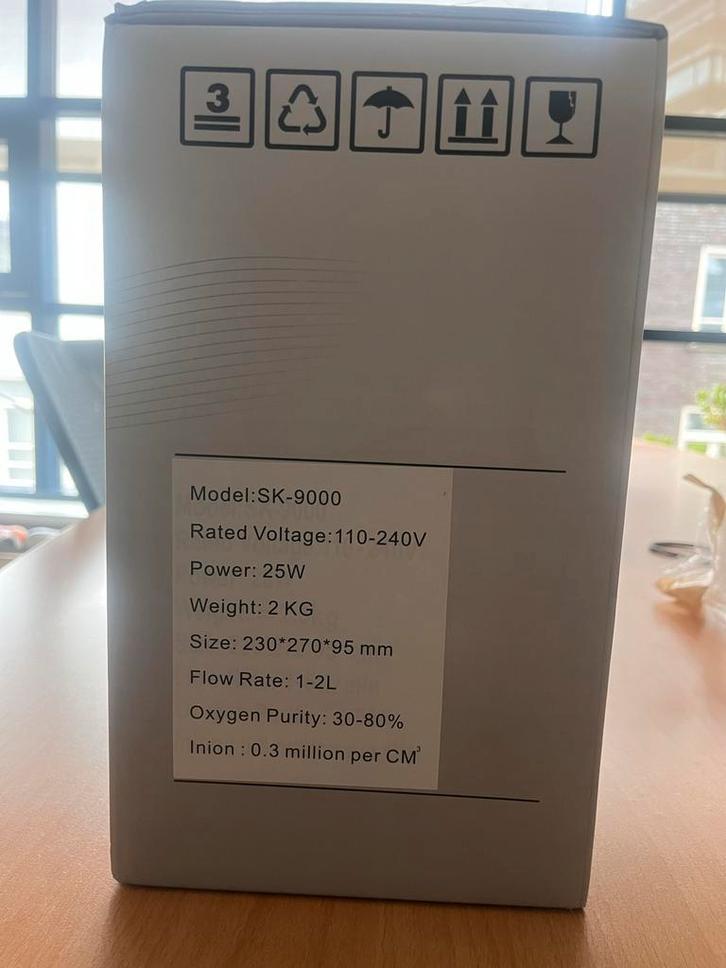 3
Model:SK-9000
Rated Voltage:110-240V
Power: 25W
Weight: 2 KG
Size: 230*270*95 mm
Flow Rate: 1-2L
Oxygen Purity: 30-80%
Inion : 0.3 million per CM³